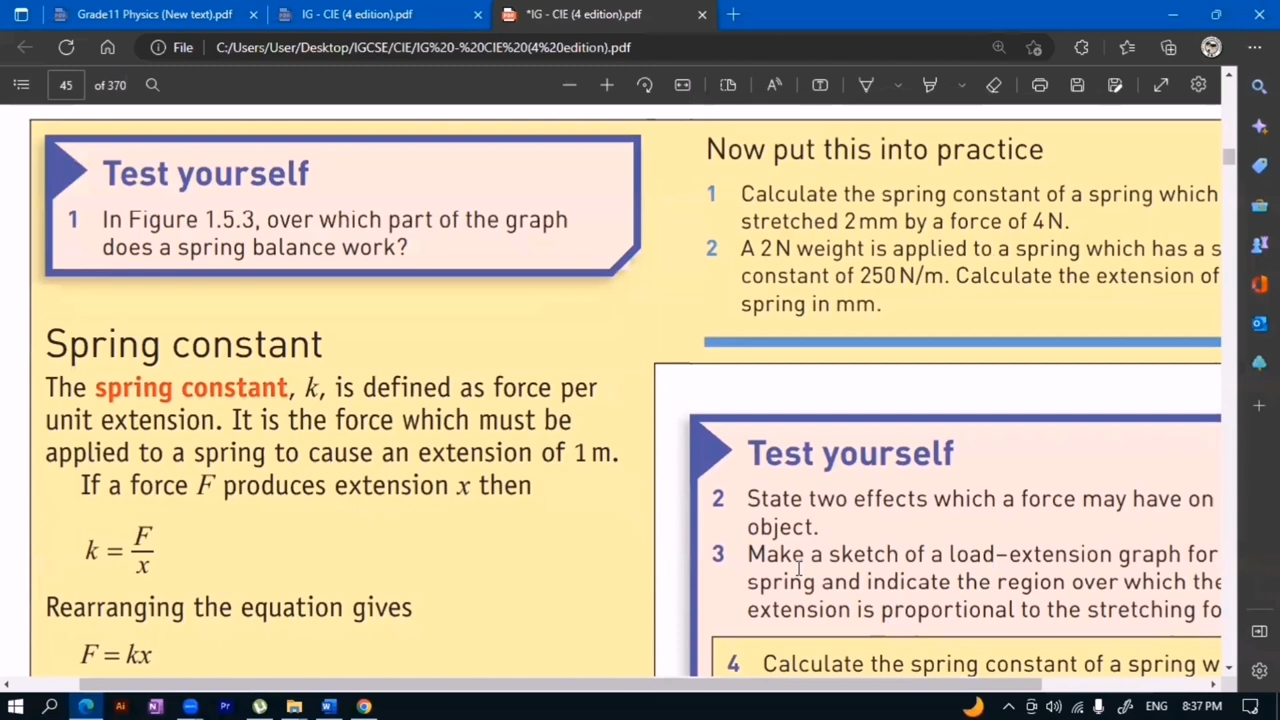 Grade11 Physics (New text).pdf
IG - CIE (4 edition).pdf
*IG - CIE (4 edition).pdf
File
C:/Users/User/Desktop/IGCSE/CIE/IG%20-%20CIE%20(4%20edition).pdf
45 of 370
Test yourself
1 In Figure 1.5.3, over which part of the graph
does a spring balance work?
Spring constant
The spring constant, k, is defined as force per
unit extension. It is the force which must be
applied to a spring to cause an extension of 1 m.
If a force F produces extension x then
k = F/x
Rearranging the equation gives
F = kx
Now put this into practice
1 Calculate the spring constant of a spring which
stretched 2 mm by a force of 4 N.
2 A 2 N weight is applied to a spring which has a s
constant of 250 N/m. Calculate the extension of
spring in mm.
Test yourself
2 State two effects which a force may have on
object.
3 Make a sketch of a load–extension graph for
spring and indicate the region over which the
extension is proportional to the stretching fo
4 Calculate the spring constant of a spring w
ENG
8:37 PM